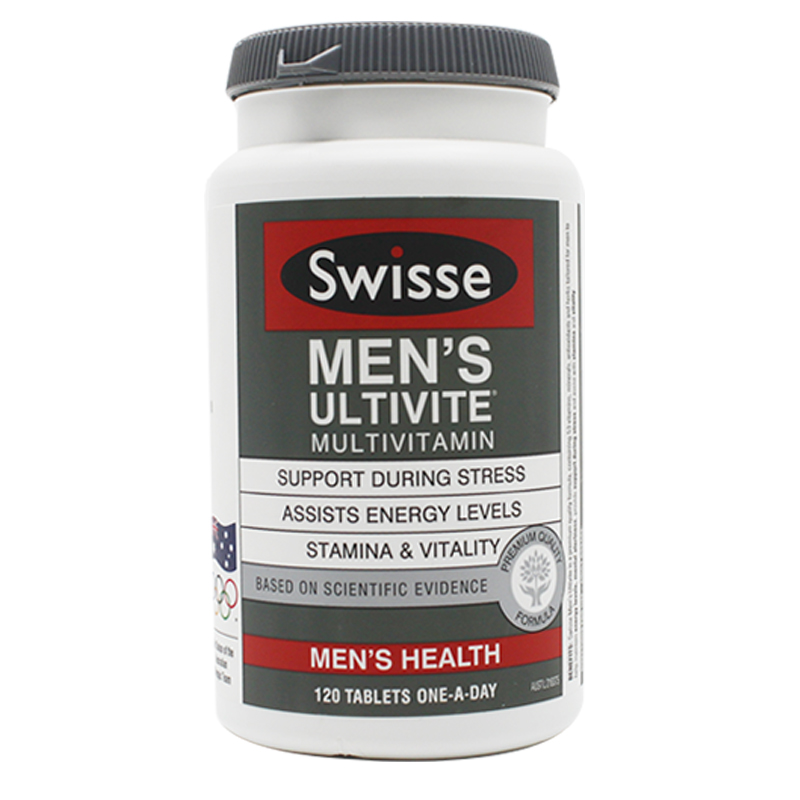 Swisse
MEN'S
ULTIVITE®
MULTIVITAMIN
SUPPORT DURING STRESS
ASSISTS ENERGY LEVELS
STAMINA & VITALITY
PREMIUM QUALITY
FORMULA
BASED ON SCIENTIFIC EVIDENCE
MEN'S HEALTH
120 TABLETS ONE-A-DAY
BENEFITS: